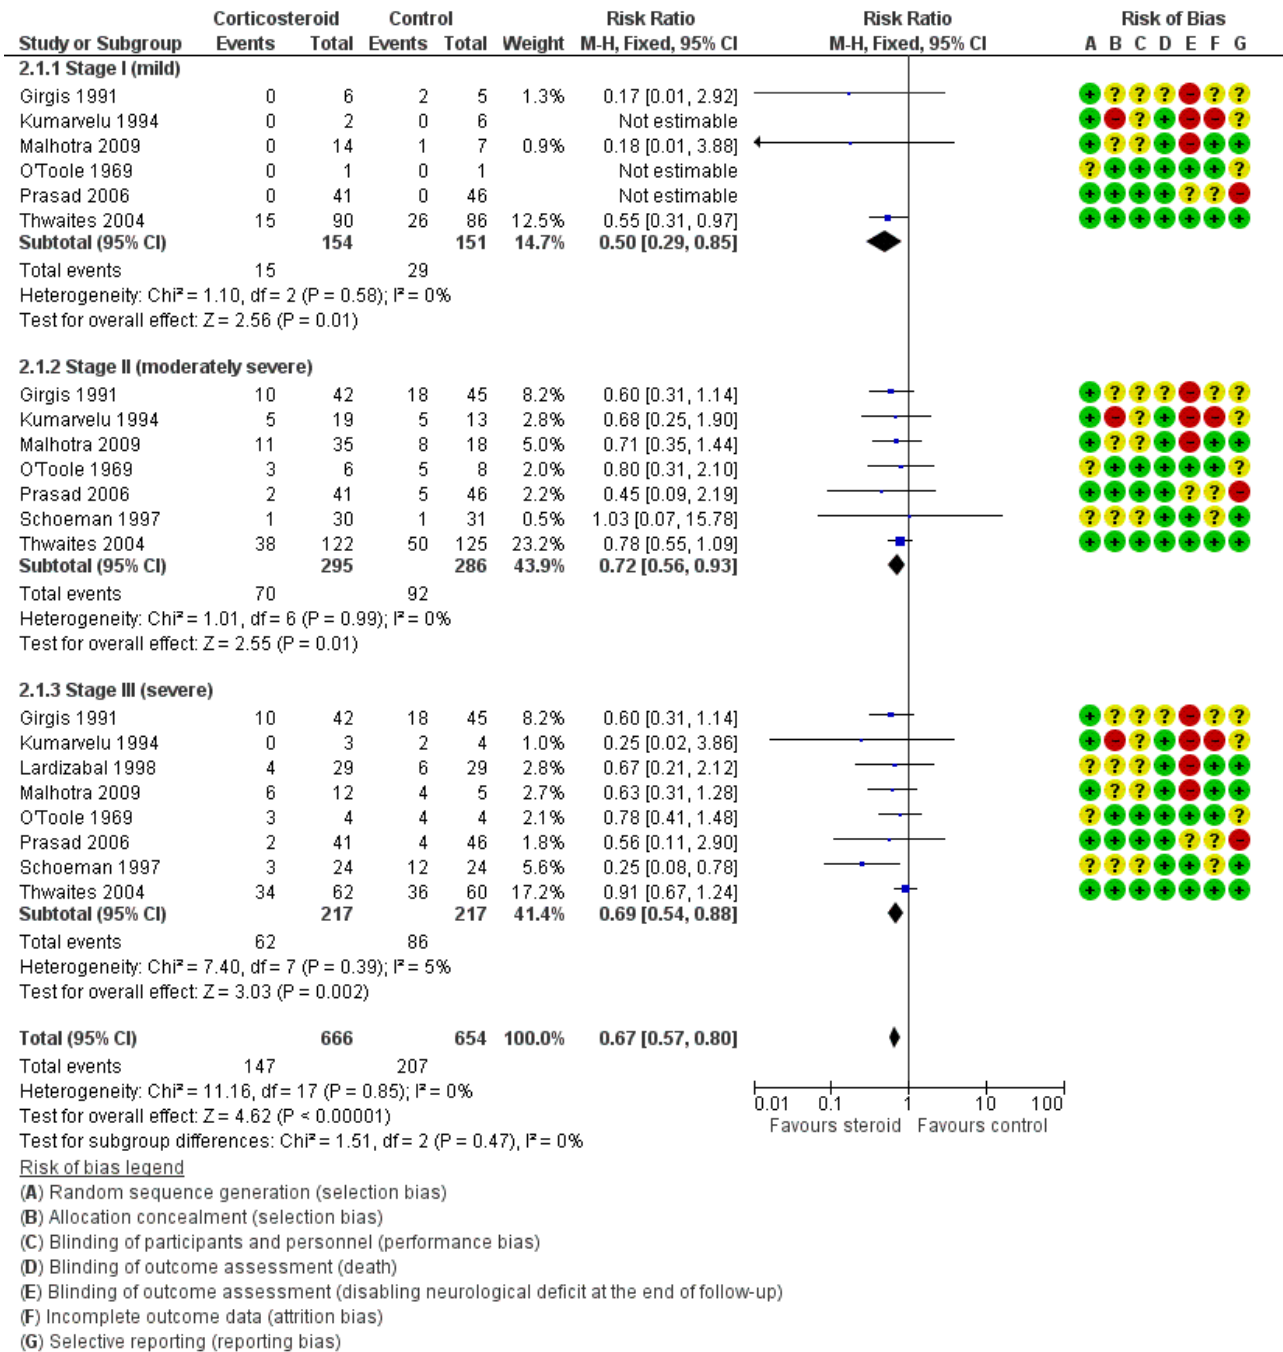 Corticosteroid Control Risk Ratio Risk Ratio Risk of Bias
Study or Subgroup Events Total Events Total Weight M-H, Fixed, 95% CI M-H, Fixed, 95% CI A B C D E F G
2.1.1 Stage I (mild)
Girgis 1991 0 6 2 5 1.3% 0.17 [0.01, 2.92] + ? ? ? - ? ?
Kumarvelu 1994 0 2 0 6 Not estimable + - ? + - - ?
Malhotra 2009 0 14 1 7 0.9% 0.18 [0.01, 3.88] + ? ? + - + +
O'Toole 1969 0 1 0 1 Not estimable ? + + + + + ?
Prasad 2006 0 41 0 46 Not estimable + + + + ? ? -
Thwaites 2004 15 90 26 86 12.5% 0.55 [0.31, 0.97] + + + + + + +
Subtotal (95% CI) 154 151 14.7% 0.50 [0.29, 0.85]
Total events 15 29
Heterogeneity: Chi² = 1.10, df = 2 (P = 0.58); I² = 0%
Test for overall effect: Z = 2.56 (P = 0.01)
2.1.2 Stage II (moderately severe)
Girgis 1991 10 42 18 45 8.2% 0.60 [0.31, 1.14] + ? ? ? - ? ?
Kumarvelu 1994 5 19 5 13 2.8% 0.68 [0.25, 1.90] + - ? + - - ?
Malhotra 2009 11 35 8 18 5.0% 0.71 [0.35, 1.44] + ? ? + - + +
O'Toole 1969 3 6 5 8 2.0% 0.80 [0.31, 2.10] ? + + + + + ?
Prasad 2006 2 41 5 46 2.2% 0.45 [0.09, 2.19] + + + + ? ? -
Schoeman 1997 1 30 1 31 0.5% 1.03 [0.07, 15.78] ? ? ? + + ? +
Thwaites 2004 38 122 50 125 23.2% 0.78 [0.55, 1.09] + + + + + + +
Subtotal (95% CI) 295 286 43.9% 0.72 [0.56, 0.93]
Total events 70 92
Heterogeneity: Chi² = 1.01, df = 6 (P = 0.99); I² = 0%
Test for overall effect: Z = 2.55 (P = 0.01)
2.1.3 Stage III (severe)
Girgis 1991 10 42 18 45 8.2% 0.60 [0.31, 1.14] + ? ? ? - ? ?
Kumarvelu 1994 0 3 2 4 1.0% 0.25 [0.02, 3.86] + - ? + - - ?
Lardizabal 1998 4 29 6 29 2.8% 0.67 [0.21, 2.12] ? ? ? + - + +
Malhotra 2009 6 12 4 5 2.7% 0.63 [0.31, 1.28] + ? ? + - + +
O'Toole 1969 3 4 4 4 2.1% 0.78 [0.41, 1.48] ? + + + + + ?
Prasad 2006 2 41 4 46 1.8% 0.56 [0.11, 2.90] + + + + ? ? -
Schoeman 1997 3 24 12 24 5.6% 0.25 [0.08, 0.78] ? ? ? + + ? +
Thwaites 2004 34 62 36 60 17.2% 0.91 [0.67, 1.24] + + + + + + +
Subtotal (95% CI) 217 217 41.4% 0.69 [0.54, 0.88]
Total events 62 86
Heterogeneity: Chi² = 7.40, df = 7 (P = 0.39); I² = 5%
Test for overall effect: Z = 3.03 (P = 0.002)
Total (95% CI) 666 654 100.0% 0.67 [0.57, 0.80]
Total events 147 207
Heterogeneity: Chi² = 11.16, df = 17 (P = 0.85); I² = 0%
Test for overall effect: Z = 4.62 (P < 0.00001)
Test for subgroup differences: Chi² = 1.51, df = 2 (P = 0.47), I² = 0%
0.01 0.1 1 10 100
Favours steroid Favours control
Risk of bias legend
(A) Random sequence generation (selection bias)
(B) Allocation concealment (selection bias)
(C) Blinding of participants and personnel (performance bias)
(D) Blinding of outcome assessment (death)
(E) Blinding of outcome assessment (disabling neurological deficit at the end of follow-up)
(F) Incomplete outcome data (attrition bias)
(G) Selective reporting (reporting bias)